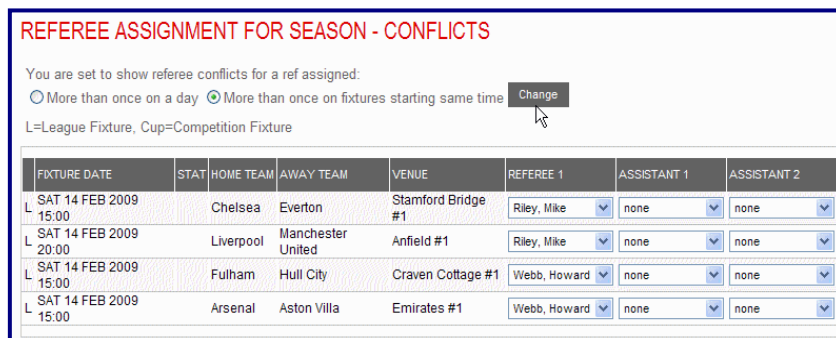 REFEREE ASSIGNMENT FOR SEASON - CONFLICTS
You are set to show referee conflicts for a ref assigned:
More than once on a day More than once on fixtures starting same time Change
L=League Fixture, Cup=Competition Fixture
FIXTURE DATE STAT HOME TEAM AWAY TEAM VENUE REFEREE 1 ASSISTANT 1 ASSISTANT 2
L SAT 14 FEB 2009 15:00 Chelsea Everton Stamford Bridge #1 Riley, Mike none none
L SAT 14 FEB 2009 20:00 Liverpool Manchester United Anfield #1 Riley, Mike none none
L SAT 14 FEB 2009 15:00 Fulham Hull City Craven Cottage #1 Webb, Howard none none
L SAT 14 FEB 2009 15:00 Arsenal Aston Villa Emirates #1 Webb, Howard none none